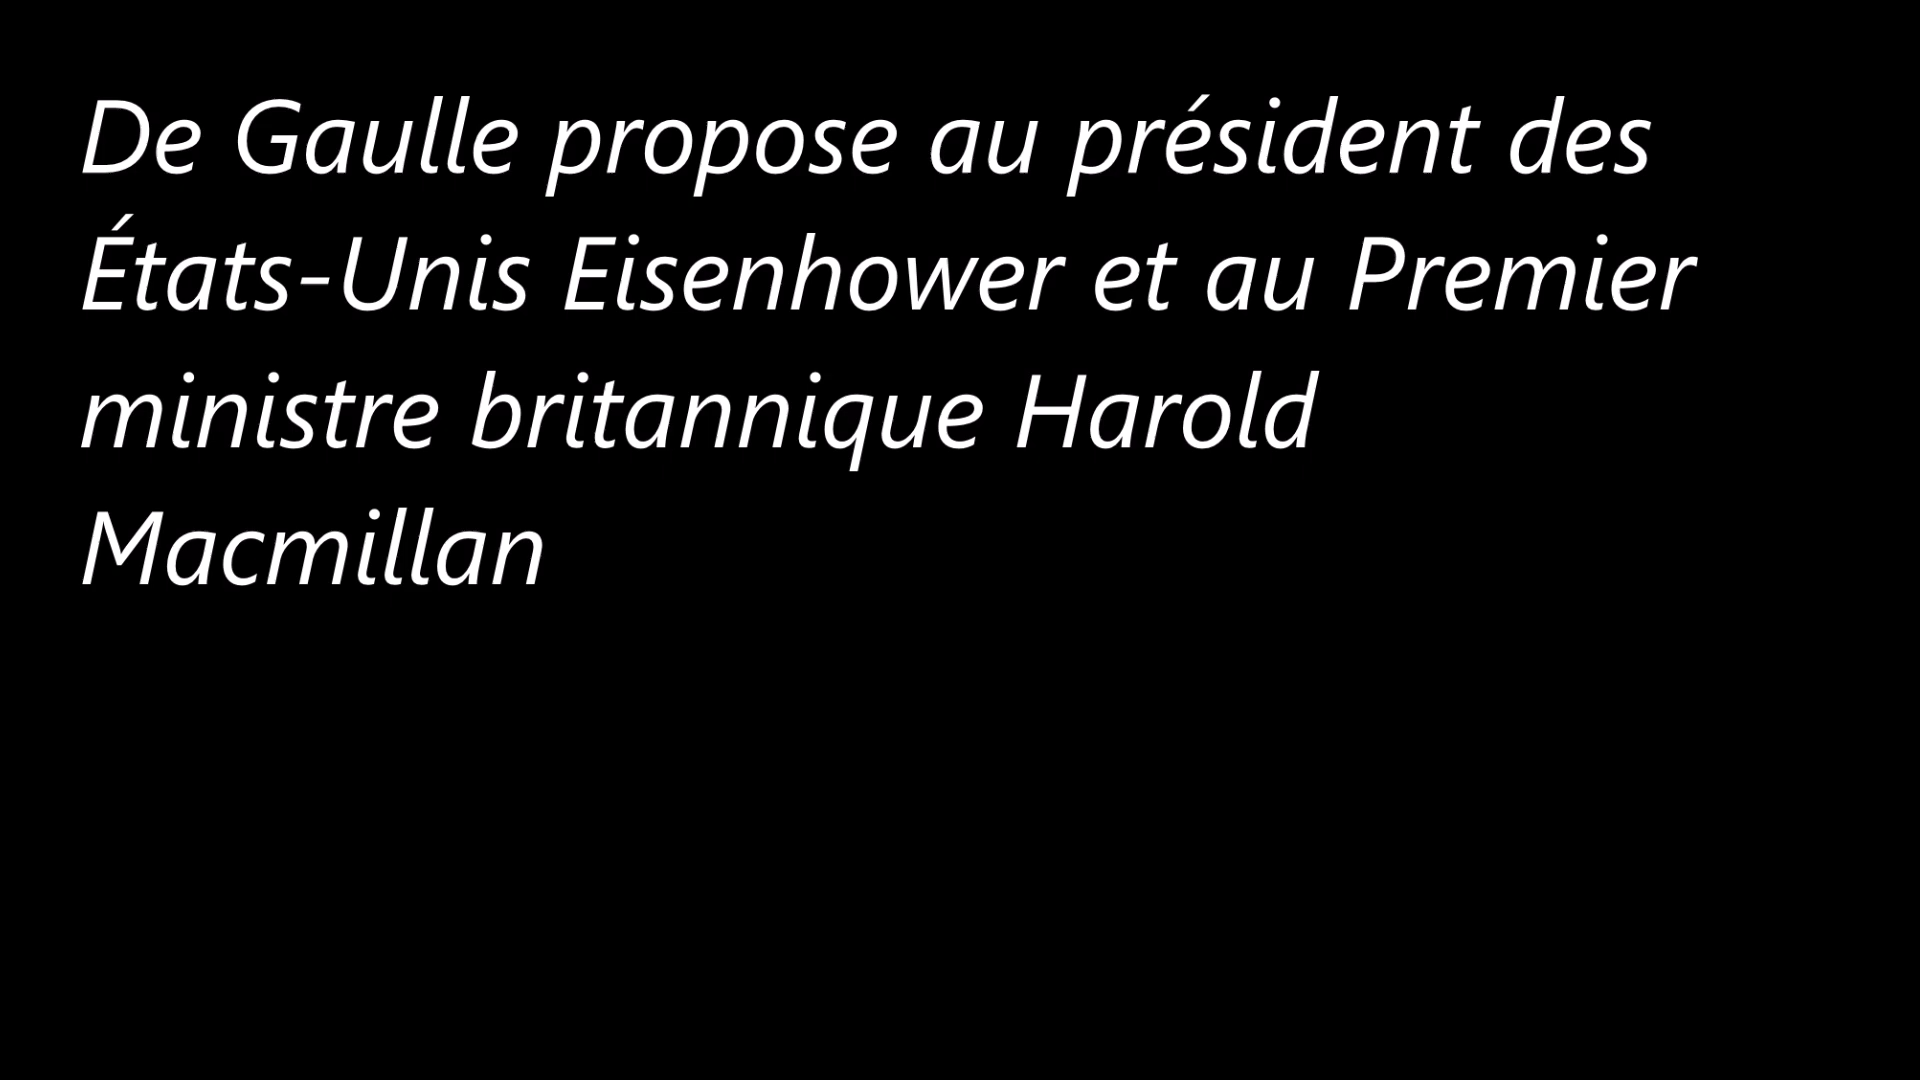 De Gaulle propose au président des
États-Unis Eisenhower et au Premier
ministre britannique Harold
Macmillan